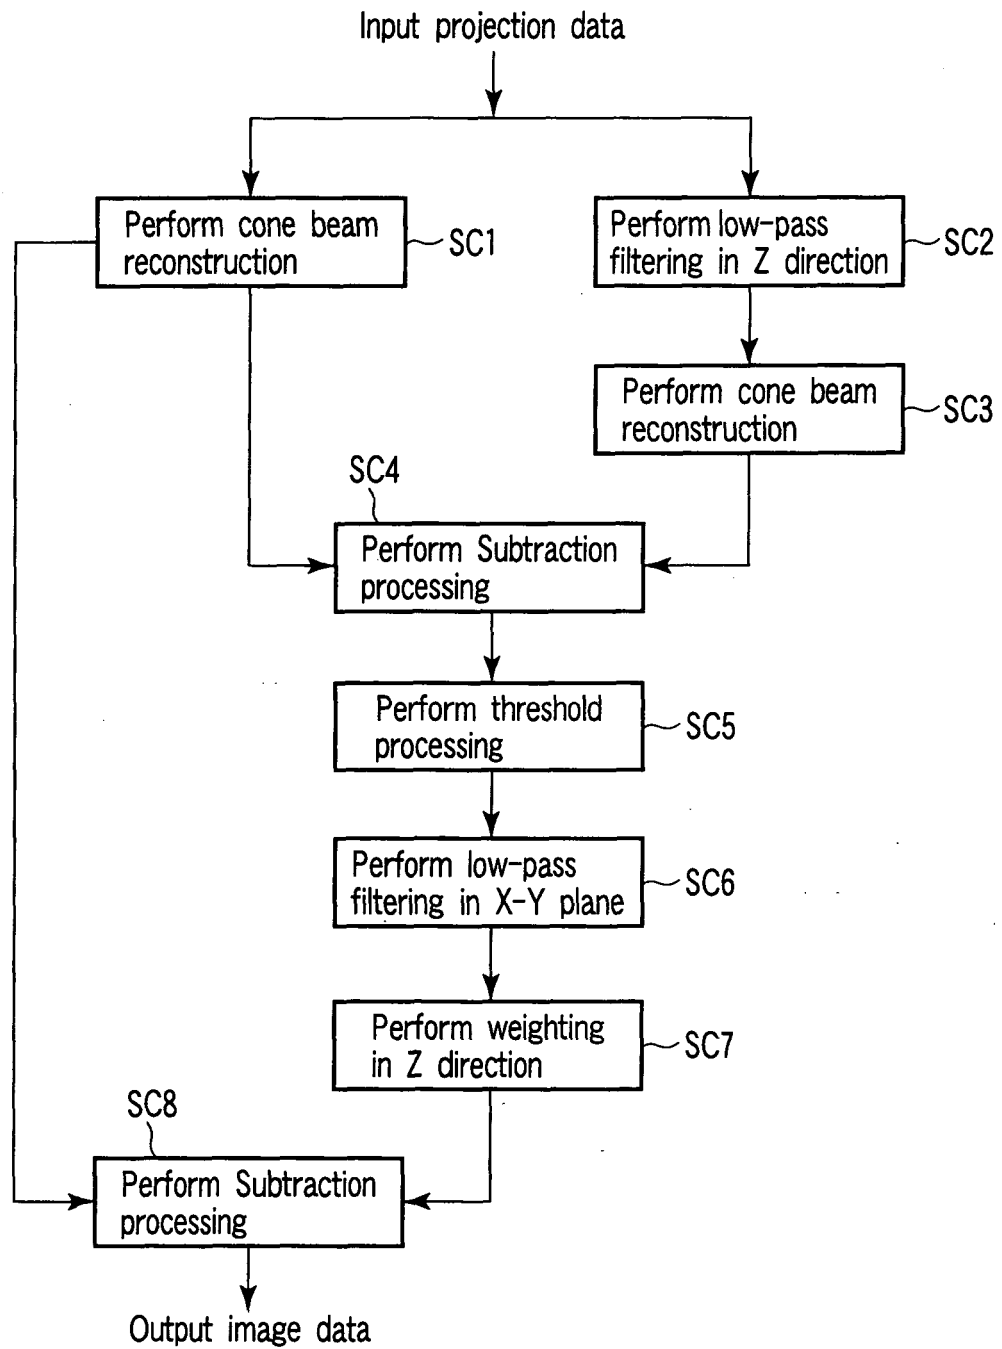 Input projection data
Perform cone beam
reconstruction
SC1
Perform low-pass
filtering in Z direction
SC2
Perform cone beam
reconstruction
SC3
SC4
Perform Subtraction
processing
Perform threshold
processing
SC5
Perform low-pass
filtering in X-Y plane
SC6
Perform weighting
in Z direction
SC7
SC8
Perform Subtraction
processing
Output image data